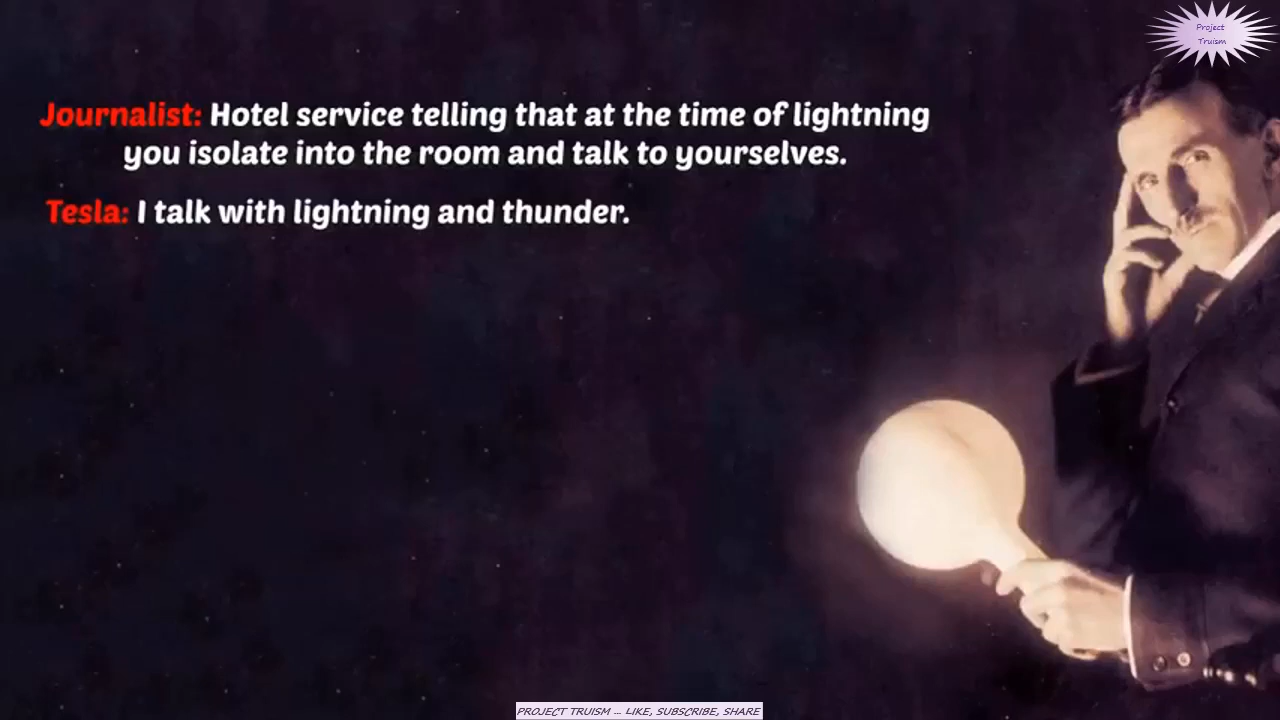 Project
Truism
Journalist: Hotel service telling that at the time of lightning
you isolate into the room and talk to yourselves.
Tesla: I talk with lightning and thunder.
PROJECT TRUISM ... LIKE, SUBSCRIBE, SHARE